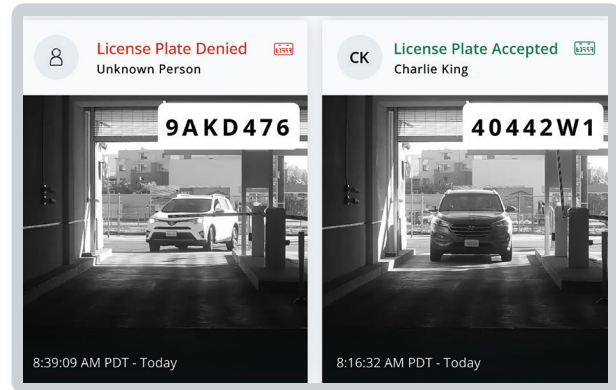 License Plate Denied
Unknown Person
9AKD476
8:39:09 AM PDT - Today
CK
License Plate Accepted
Charlie King
40442W1
8:16:32 AM PDT - Today